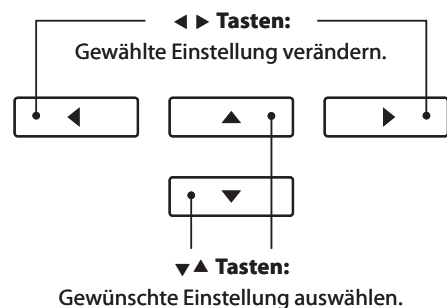 ◀ ▶ Tasten:
Gewählte Einstellung verändern.
◀ ▲ ▶
▼
▼▲ Tasten:
Gewünschte Einstellung auswählen.